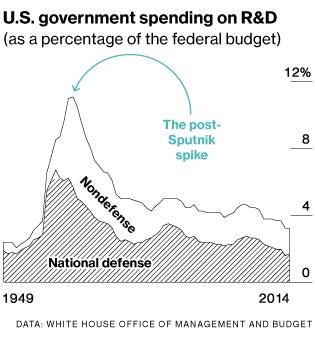 U.S. government spending on R&D
(as a percentage of the federal budget)
12%
The post-
Sputnik
spike
8
Nondefense
4
National defense
0
1949
2014
DATA: WHITE HOUSE OFFICE OF MANAGEMENT AND BUDGET